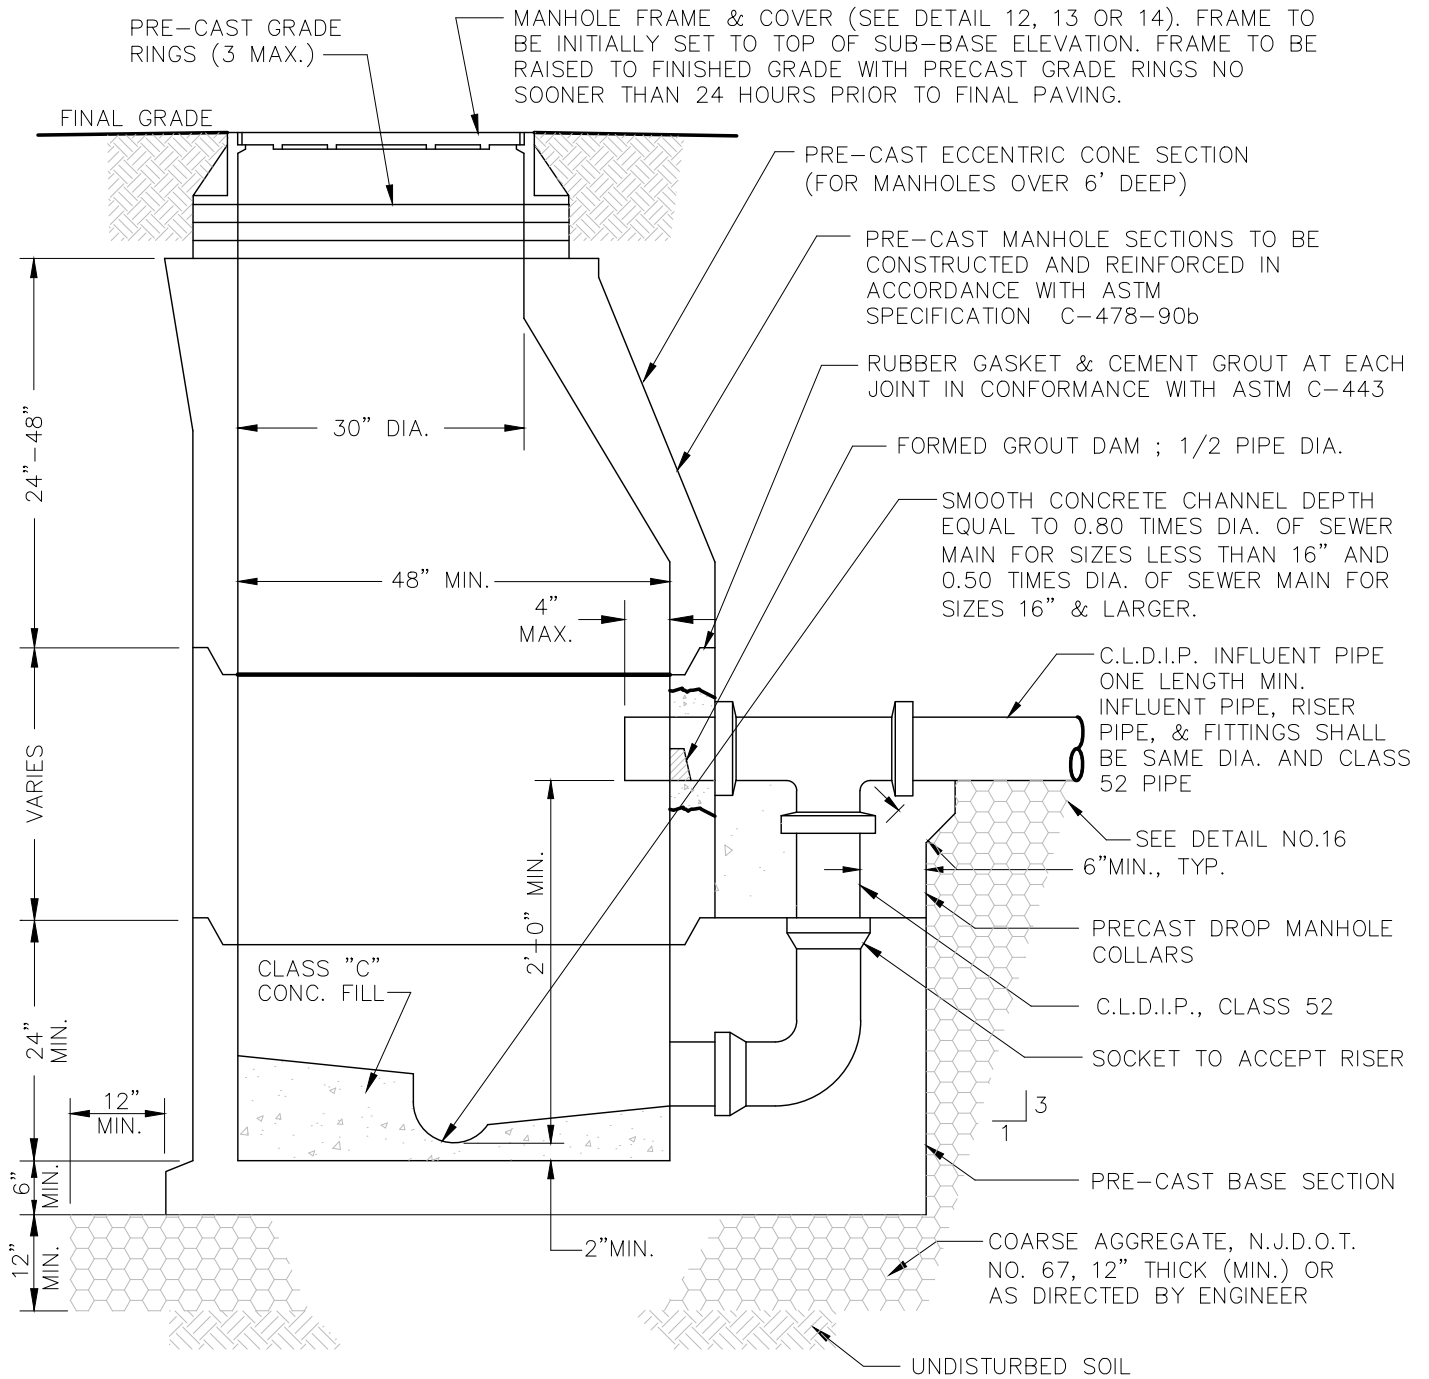 PRE-CAST GRADE
RINGS (3 MAX.)
MANHOLE FRAME & COVER (SEE DETAIL 12, 13 OR 14). FRAME TO
BE INITIALLY SET TO TOP OF SUB-BASE ELEVATION. FRAME TO BE
RAISED TO FINISHED GRADE WITH PRECAST GRADE RINGS NO
SOONER THAN 24 HOURS PRIOR TO FINAL PAVING.
FINAL GRADE
PRE-CAST ECCENTRIC CONE SECTION
(FOR MANHOLES OVER 6' DEEP)
PRE-CAST MANHOLE SECTIONS TO BE
CONSTRUCTED AND REINFORCED IN
ACCORDANCE WITH ASTM
SPECIFICATION C-478-90b
RUBBER GASKET & CEMENT GROUT AT EACH
JOINT IN CONFORMANCE WITH ASTM C-443
30" DIA.
24"-48"
FORMED GROUT DAM ; 1/2 PIPE DIA.
SMOOTH CONCRETE CHANNEL DEPTH
EQUAL TO 0.80 TIMES DIA. OF SEWER
MAIN FOR SIZES LESS THAN 16" AND
0.50 TIMES DIA. OF SEWER MAIN FOR
SIZES 16" & LARGER.
48" MIN.
4"
MAX.
C.L.D.I.P. INFLUENT PIPE
ONE LENGTH MIN.
INFLUENT PIPE, RISER
PIPE, & FITTINGS SHALL
BE SAME DIA. AND CLASS
52 PIPE
VARIES
SEE DETAIL NO.16
6"MIN., TYP.
2'-0" MIN.
PRECAST DROP MANHOLE
COLLARS
CLASS "C"
CONC. FILL
C.L.D.I.P., CLASS 52
24"
MIN.
SOCKET TO ACCEPT RISER
12"
MIN.
3
1
6"
MIN.
PRE-CAST BASE SECTION
2"MIN.
12"
MIN.
COARSE AGGREGATE, N.J.D.O.T.
NO. 67, 12" THICK (MIN.) OR
AS DIRECTED BY ENGINEER
UNDISTURBED SOIL